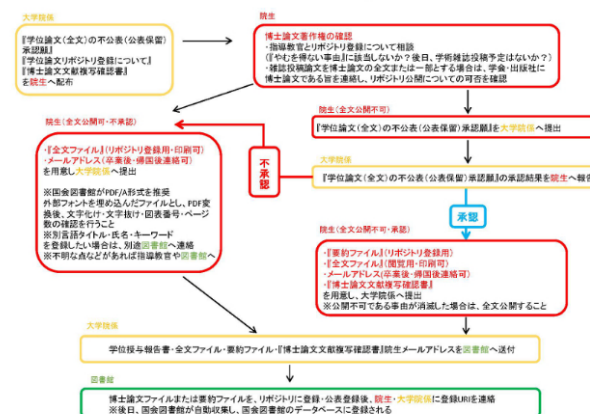 大学院係
『学位論文(全文)の不公表(公表保留)
承認願』
『学位論文リポジトリ登録について』
『博士論文文献複写確認書』
を院生へ配布
院生
博士論文著作権の確認
・指導教官とリポジトリ登録について相談
(『やむを得ない事由』に該当しないか？後日、学術雑誌投稿予定はないか？)
・雑誌投稿論文を博士論文の全文または一部とする場合は、学会・出版社に
博士論文である旨を連絡し、リポジトリ公開についての可否を確認
院生(全文公開不可)
『学位論文(全文)の不公表(公表保留)承認願』を大学院係へ提出
大学院係
『学位論文(全文)の不公表(公表保留)承認願』の承認結果を院生へ報告
不承認
承認
院生(全文公開可・不承認)
・『全文ファイル』(リポジトリ登録用・印刷可)
・メールアドレス(卒業後・帰国後連絡可)
を用意し大学院係へ提出
※国会図書館がPDF/A形式を推奨
外部フォントを埋め込んだファイルとし、PDF変
換後、文字化け・文字抜け・図表番号・ページ
数の確認を行うこと
※別言語タイトル・氏名・キーワード
を登録したい場合は、別途図書館へ連絡
※不明な点などがあれば指導教官や図書館へ
院生(全文公開不可・承認)
・『要約ファイル』(リポジトリ登録用)
・『全文ファイル』(閲覧用・印刷可)
・メールアドレス(卒業後・帰国後連絡可)
・『博士論文文献複写確認書』
を用意し、大学院係へ提出
※公開不可である事由が消滅した場合は、全文公開すること
大学院係
学位授与報告書・全文ファイル・要約ファイル・『博士論文文献複写確認書』院生メールアドレスを図書館へ送付
図書館
博士論文ファイルまたは要約ファイルを、リポジトリに登録・公表登録後、院生・大学院係に登録URIを連絡
※後日、国会図書館が自動収集し、国会図書館のデータベースに登録される